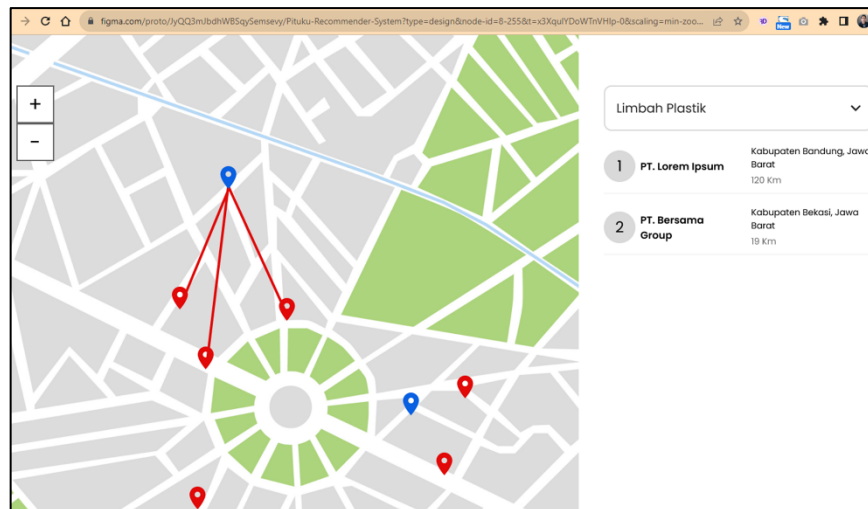 figma.com/proto/JyQQ3mJbdhWBSqySemsevy/Pituku-Recommender-System?type=design&node-id=8-255&t=x3XqulYDoWTnVHlp-0&scaling=min-zoo...
New
+
−
Limbah Plastik
1
PT. Lorem Ipsum
Kabupaten Bandung, Jawa
Barat
120 Km
2
PT. Bersama
Group
Kabupaten Bekasi, Jawa
Barat
19 Km